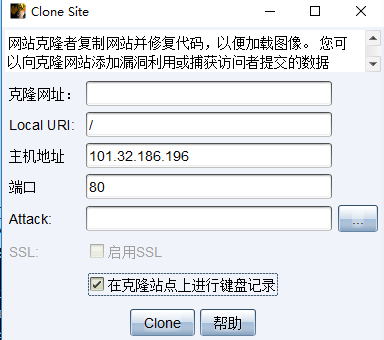 Clone Site
网站克隆者复制网站并修复代码，以便加载图像。 您可
以向克隆网站添加漏洞利用或捕获访问者提交的数据
克隆网址：
Local URI: /
主机地址 101.32.186.196
端口 80
Attack: ...
SSL: 启用SSL
在克隆站点上进行键盘记录
Clone 帮助